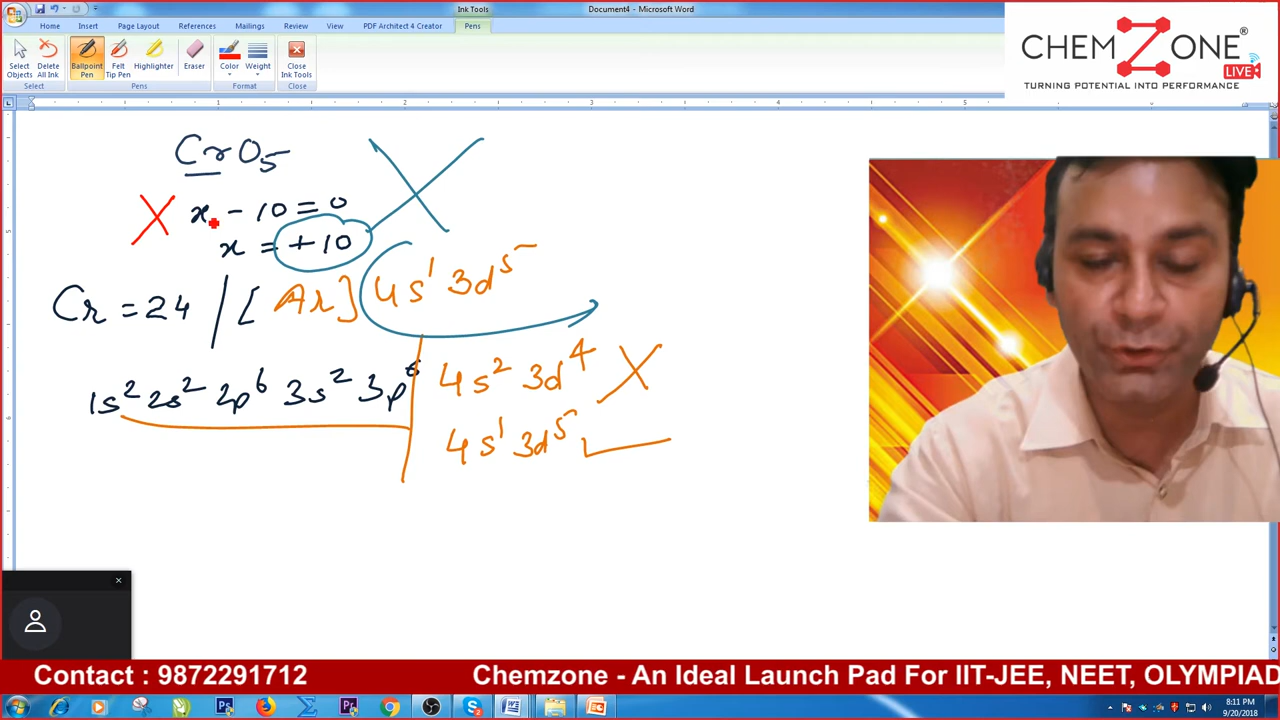 Ink Tools
Document4 - Microsoft Word
Home Insert Page Layout References Mailings Review View PDF Architect 4 Creator Pens
Select Objects
Delete All Ink
Ballpoint Pen
Felt Tip Pen
Highlighter
Eraser
Color
Weight
Close Ink Tools
Select Pens Format Close
CHEMZONE®
LIVE
TURNING POTENTIAL INTO PERFORMANCE
1 2 3 5
CrO5
x - 10 = 0
x = +10
Cr = 24 / [Ar] 4s¹ 3d⁵
1s² 2s² 2p⁶ 3s² 3p⁶
4s² 3d⁴
4s¹ 3d⁵
Contact : 9872291712 Chemzone - An Ideal Launch Pad For IIT-JEE, NEET, OLYMPIAD
8:11 PM
9/20/2018